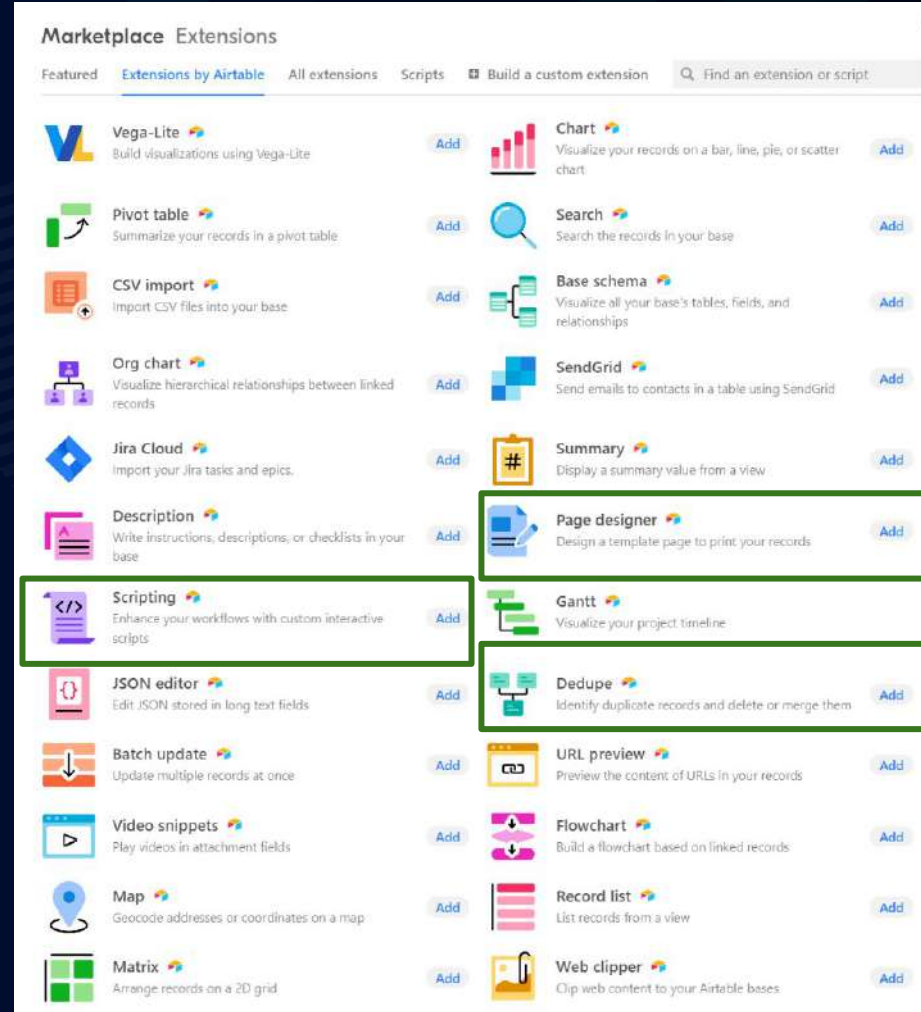 Marketplace Extensions
Featured Extensions by Airtable All extensions Scripts Build a custom extension Find an extension or script
Vega-Lite
Build visualizations using Vega-Lite
Add
Chart
Visualize your records on a bar, line, pie, or scatter
chart
Add
Pivot table
Summarize your records in a pivot table
Add
Search
Search the records in your base
Add
CSV import
Import CSV files into your base
Add
Base schema
Visualize all your base's tables, fields, and
relationships
Add
Org chart
Visualize hierarchical relationships between linked
records
Add
SendGrid
Send emails to contacts in a table using SendGrid
Add
Jira Cloud
Import your Jira tasks and epics.
Add
#
Summary
Display a summary value from a view
Add
A
Description
Write instructions, descriptions, or checklists in your
base
Add
Page designer
Design a template page to print your records
Add
</>
Scripting
Enhance your workflows with custom interactive
scripts
Add
Gantt
Visualize your project timeline
{}
JSON editor
Edit JSON stored in long text fields
Add
Dedupe
Identify duplicate records and delete or merge them
Add
Batch update
Update multiple records at once
Add
URL preview
Preview the content of URLs in your records
Add
Video snippets
Play videos in attachment fields
Add
Flowchart
Build a flowchart based on linked records
Add
Map
Geocode addresses or coordinates on a map
Add
Record list
List records from a view
Add
Matrix
Arrange records on a 2D grid
Add
Web clipper
Clip web content to your Airtable bases
Add